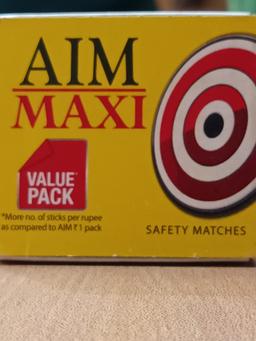 AIM
MAXI
VALUE*
PACK
*More no. of sticks per rupee
as compared to AIM ₹1 pack
SAFETY MATCHES